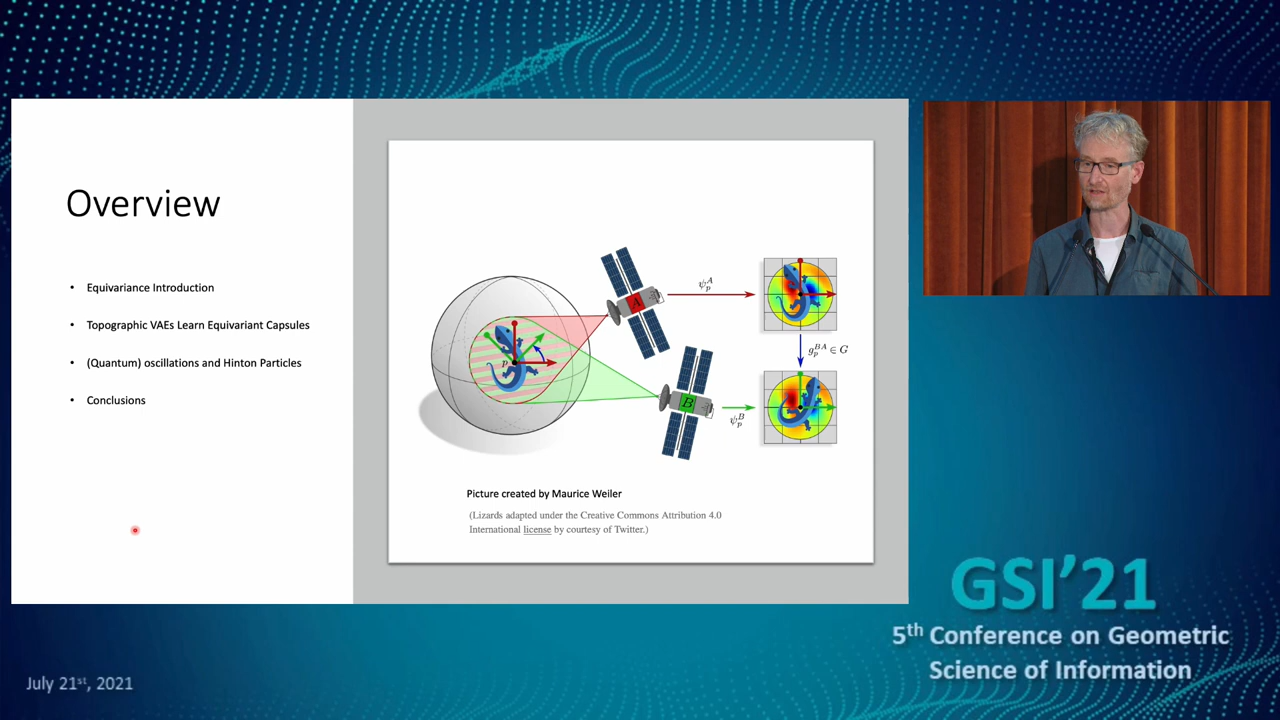 Overview
• Equivariance Introduction
• Topographic VAEs Learn Equivariant Capsules
• (Quantum) oscillations and Hinton Particles
• Conclusions
p
A
B
ψ_p^A
g_p^{BA} ∈ G
ψ_p^B
Picture created by Maurice Weiler
(Lizards adapted under the Creative Commons Attribution 4.0
International license by courtesy of Twitter.)
GSI’21
5th Conference on Geometric
Science of Information
July 21st, 2021